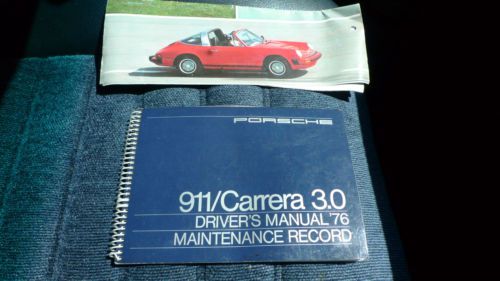 PORSCHE
911/Carrera 3.0
DRIVER'S MANUAL '76
MAINTENANCE RECORD